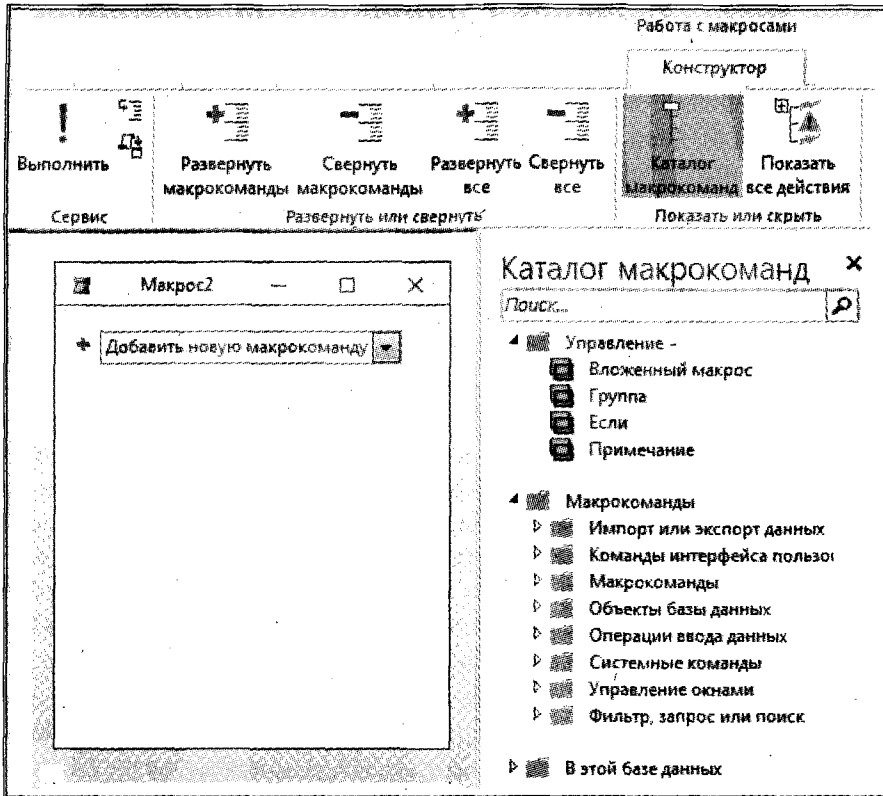 Работа с макросами
Конструктор
Выполнить
Развернуть макрокоманды
Свернуть макрокоманды
Развернуть все
Свернуть все
Каталог макрокоманд
Показать все действия
Сервис
Развернуть или свернуть
Показать или скрыть
Макрос2
Добавить новую макрокоманду
Каталог макрокоманд
Поиск...
Управление -
Вложенный макрос
Группа
Если
Примечание
Макрокоманды
Импорт или экспорт данных
Команды интерфейса пользо
Макрокоманды
Объекты базы данных
Операции ввода данных
Системные команды
Управление окнами
Фильтр, запрос или поиск
В этой базе данных